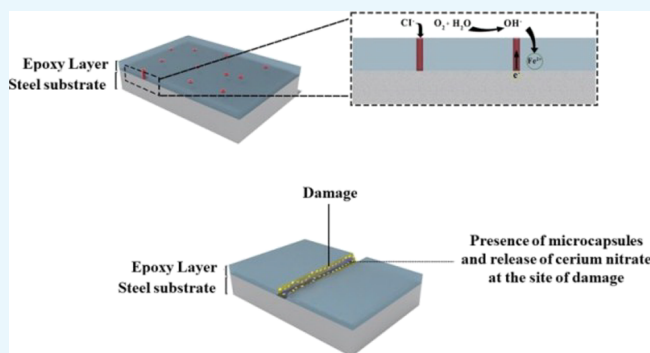 Cl⁻ O₂+ H₂O OH⁻
Epoxy Layer
Steel substrate
Fe²⁺
e⁻
Damage
Epoxy Layer
Steel substrate
Presence of microcapsules
and release of cerium nitrate
at the site of damage